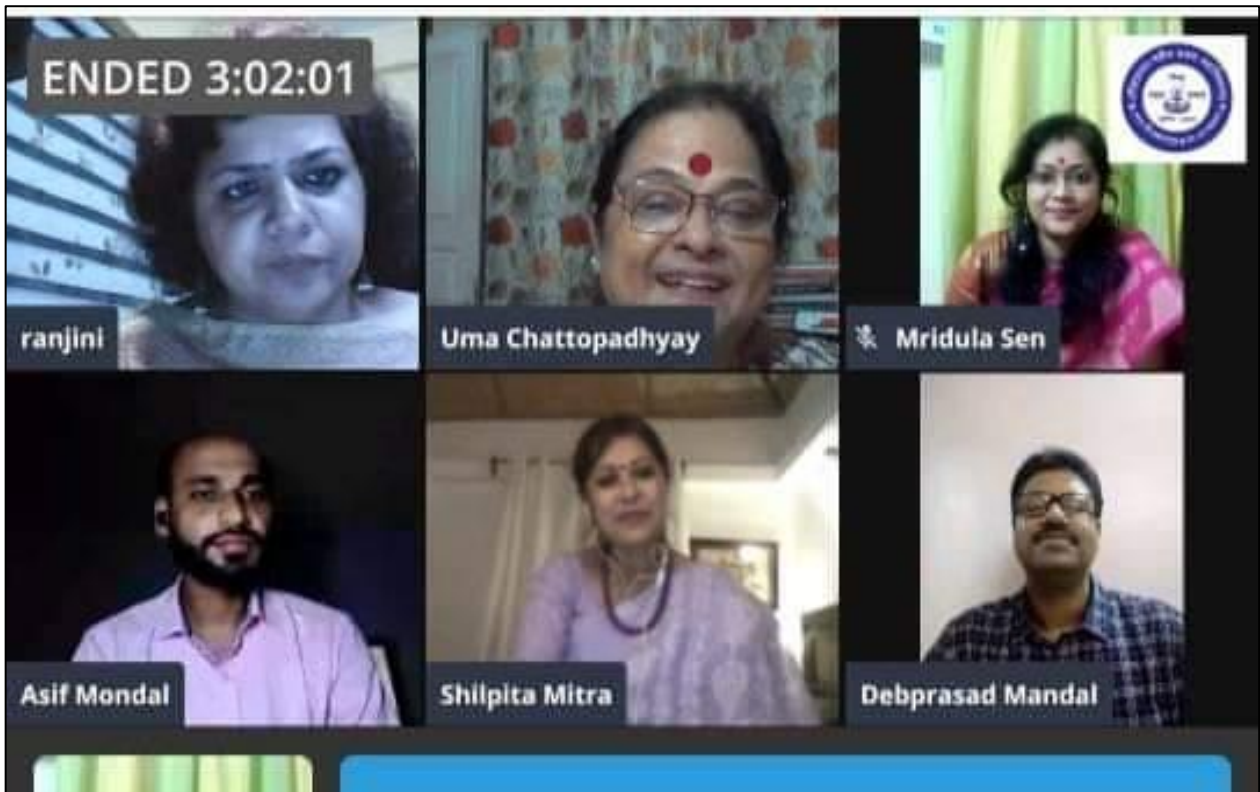 ENDED 3:02:01
ranjini
Uma Chattopadhyay
Mridula Sen
Asif Mondal
Shilpita Mitra
Debprasad Mandal